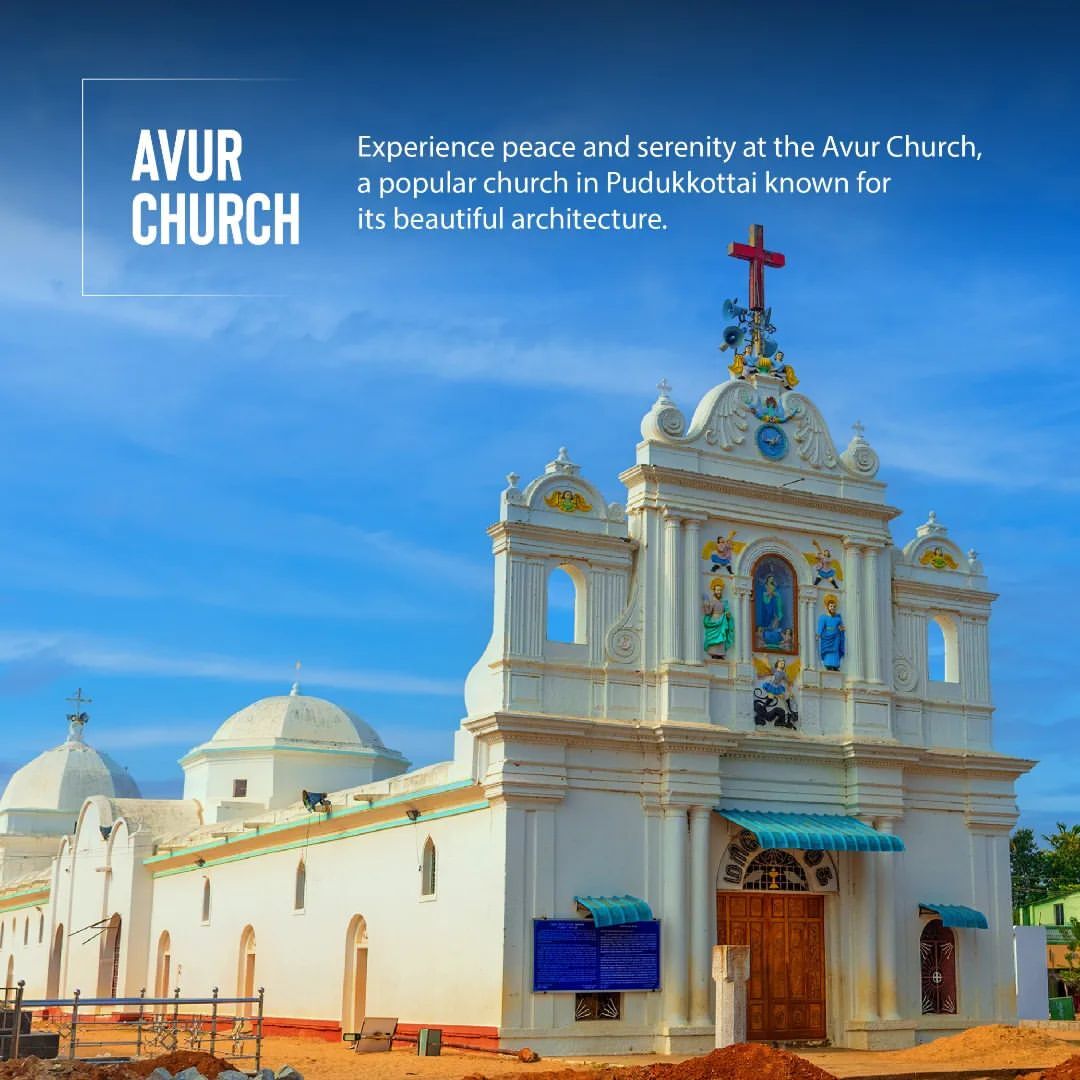 AVUR
CHURCH
Experience peace and serenity at the Avur Church,
a popular church in Pudukkottai known for
its beautiful architecture.